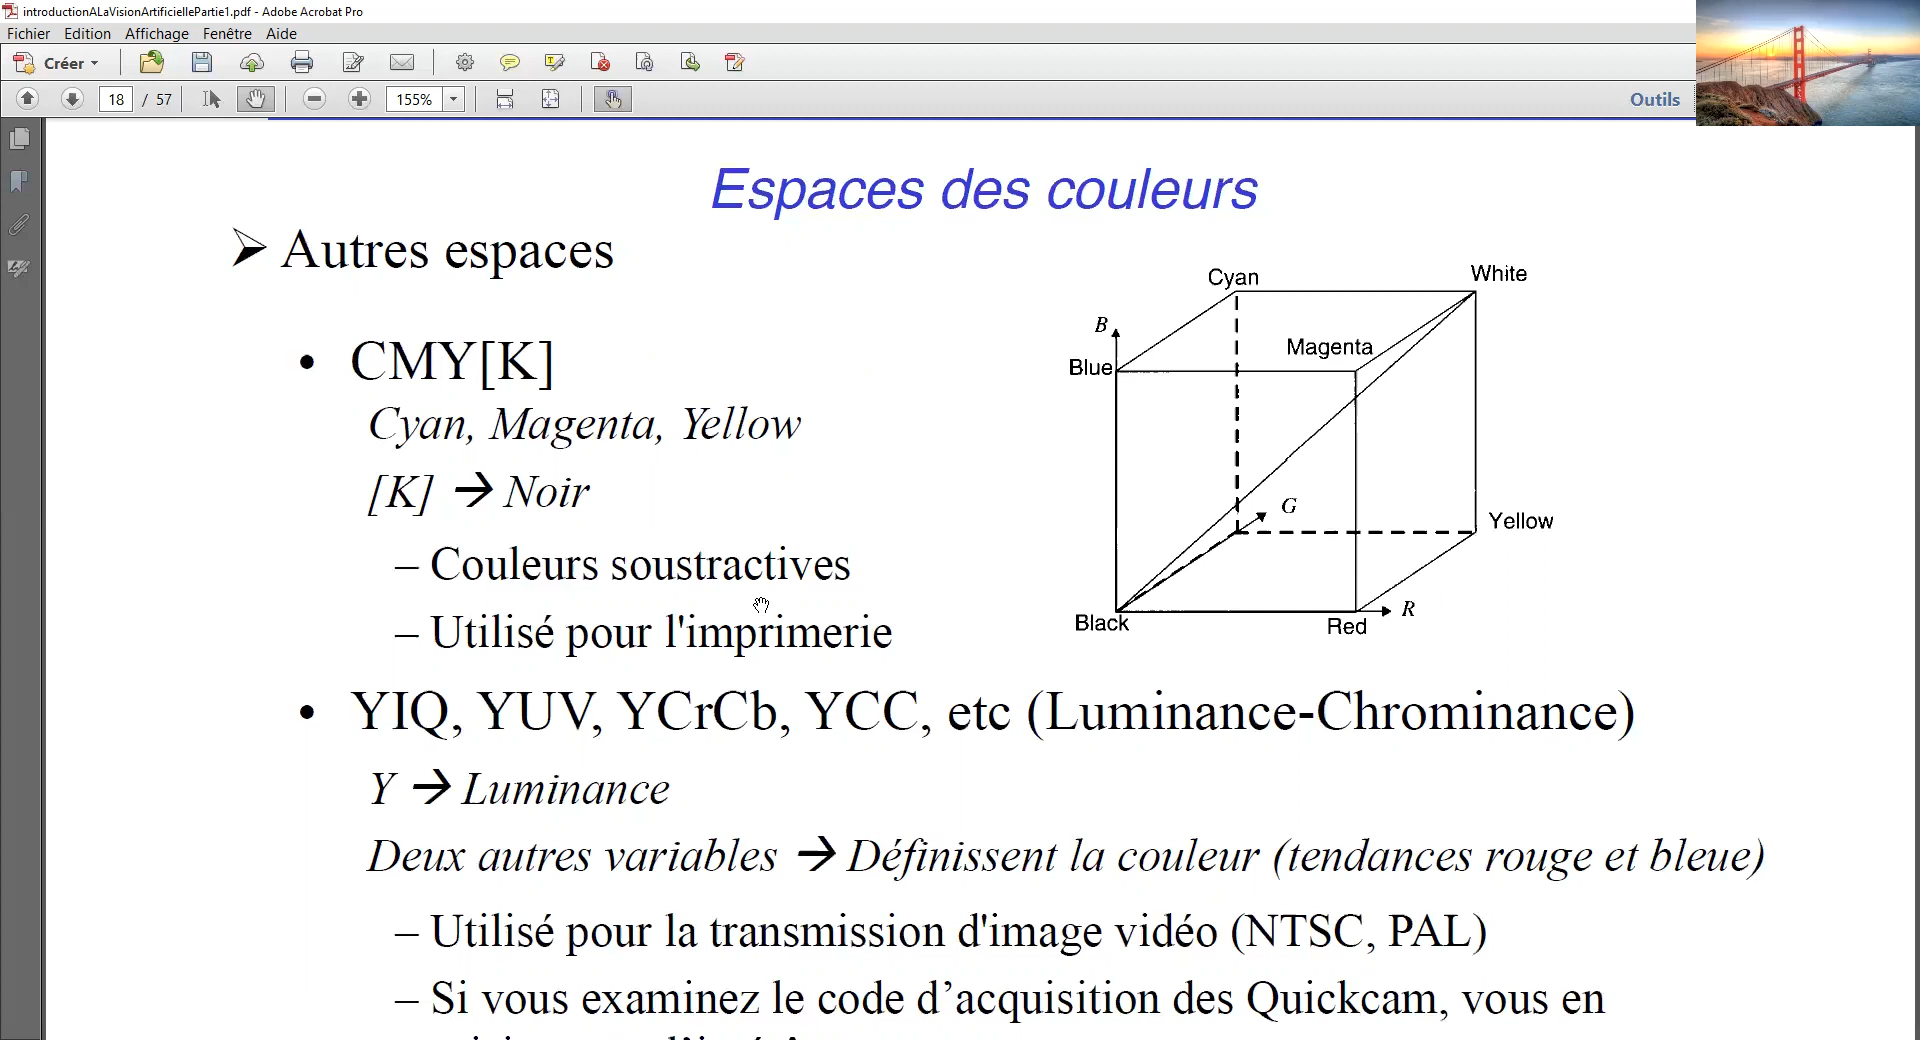 introductionALaVisionArtificiellePartie1.pdf - Adobe Acrobat Pro
Fichier Edition Affichage Fenêtre Aide
Créer
18 / 57 155% Outils
Espaces des couleurs
➢ Autres espaces
• CMY[K]
Cyan, Magenta, Yellow
[K] → Noir
– Couleurs soustractives
– Utilisé pour l'imprimerie
Cyan
White
B
Magenta
Blue
G
Yellow
R
Black
Red
• YIQ, YUV, YCrCb, YCC, etc (Luminance-Chrominance)
Y → Luminance
Deux autres variables → Définissent la couleur (tendances rouge et bleue)
– Utilisé pour la transmission d'image vidéo (NTSC, PAL)
– Si vous examinez le code d’acquisition des Quickcam, vous en